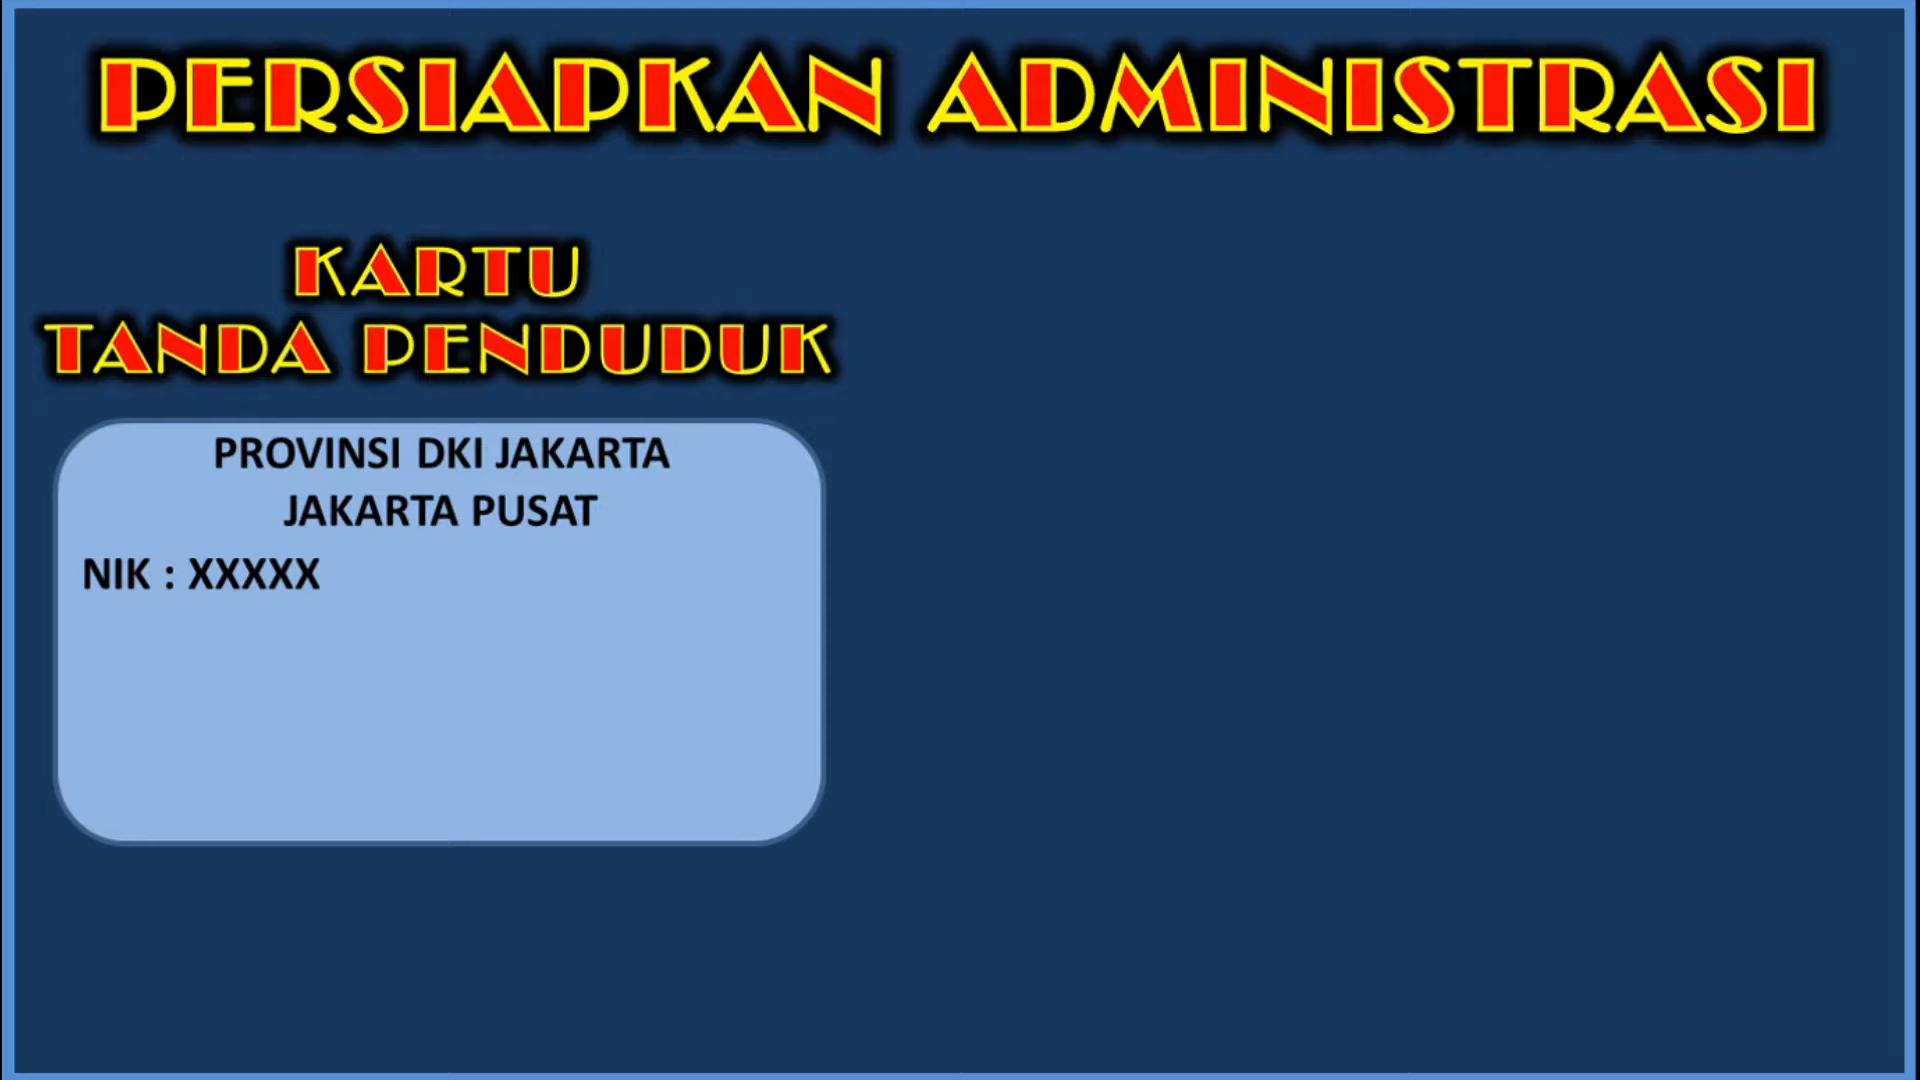 PERSIAPKAN ADMINISTRASI
KARTU
TANDA PENDUDUK
PROVINSI DKI JAKARTA
JAKARTA PUSAT
NIK : XXXXX